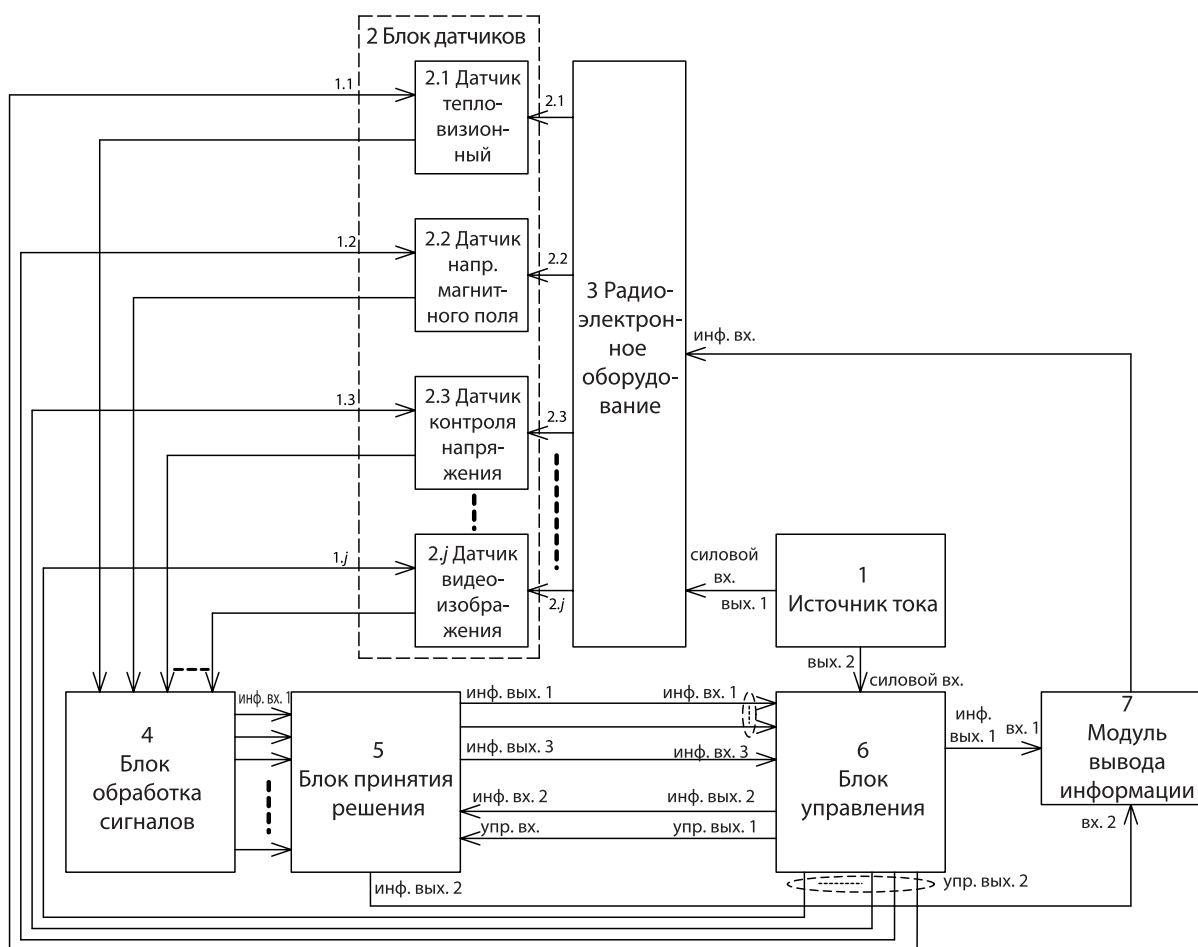 2 Блок датчиков
1.1
2.1 Датчик
тепло-
визион-
ный
2.1
1.2
2.2 Датчик
напр.
магнит-
ного поля
2.2
3 Радио-
электрон-
ное
оборудо-
вание
инф. вх.
1.3
2.3 Датчик
контроля
напря-
жения
2.3
1.j
2.j Датчик
видео-
изобра-
жения
2.j
силовой
вх.
вых. 1
1
Источник тока
вых. 2
силовой вх.
4
Блок
обработка
сигналов
инф. вх. 1
5
Блок принятия
решения
инф. вых. 1
инф. вх. 1
инф. вых. 3
инф. вх. 3
инф. вх. 2
инф. вых. 2
упр. вх.
упр. вых. 1
инф. вых. 2
6
Блок
управления
упр. вых. 2
инф.
вых. 1
вх. 1
7
Модуль
вывода
информации
вх. 2